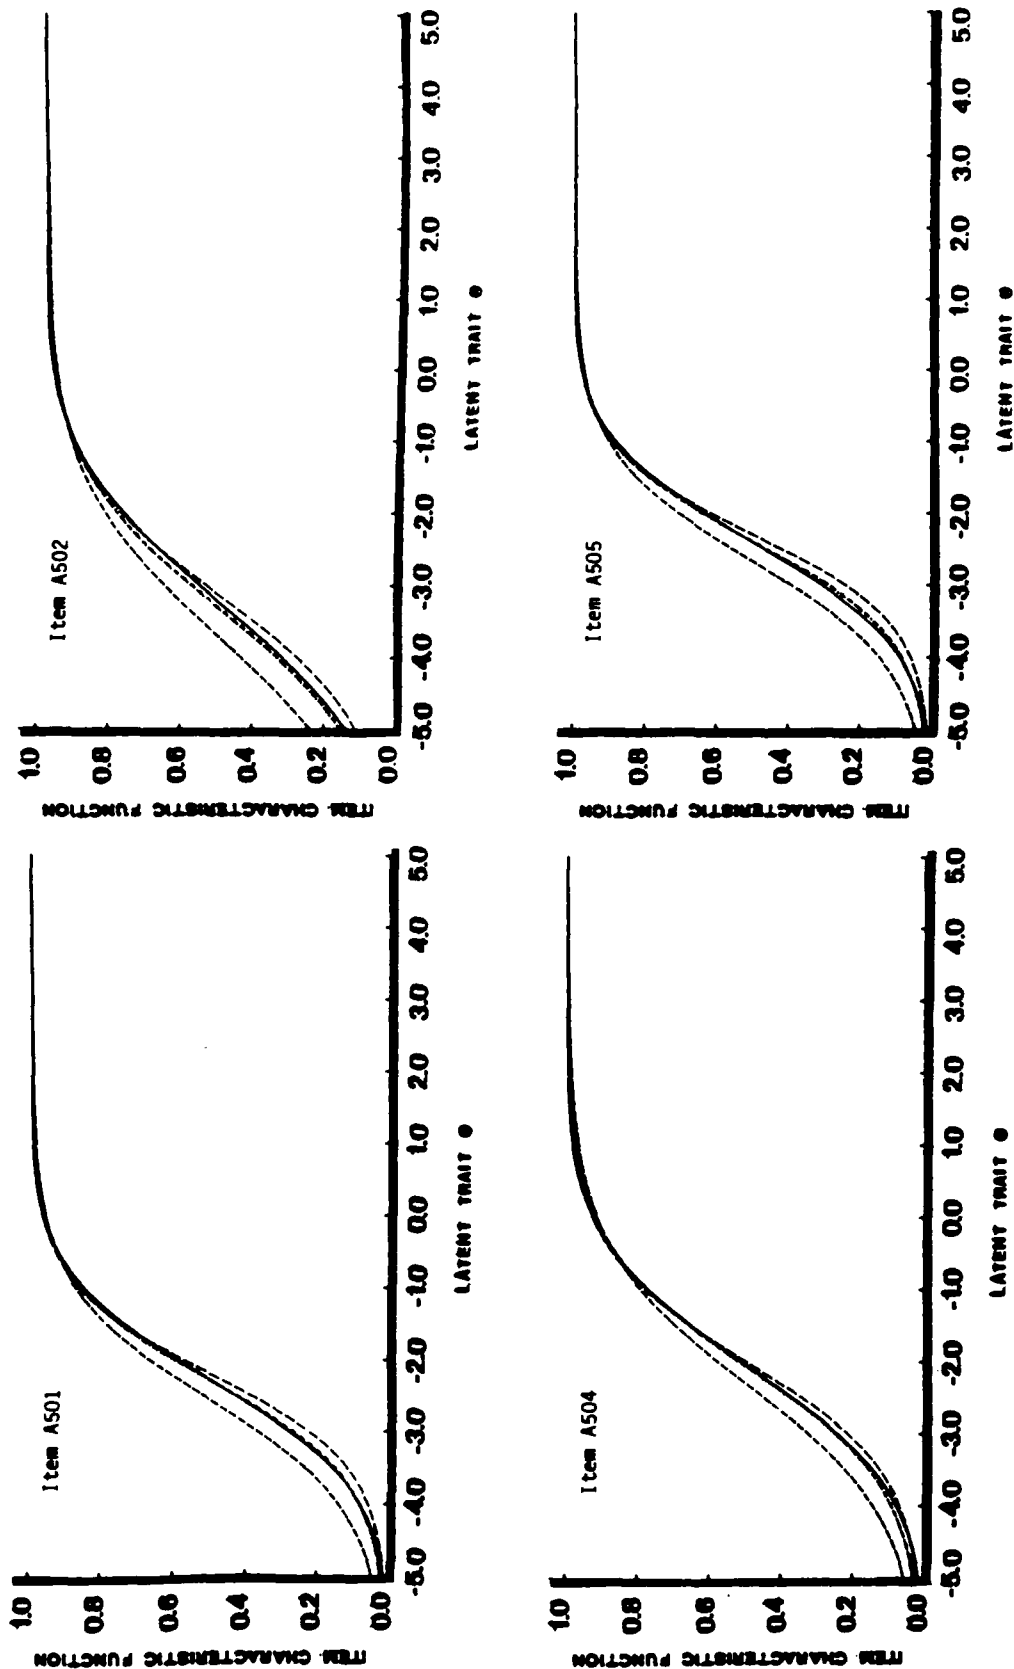 Item A501
ITEM CHARACTERISTIC FUNCTION
1.0
0.8
0.6
0.4
0.2
0.0
-5.0 -4.0 -3.0 -2.0 -1.0 0.0 1.0 2.0 3.0 4.0 5.0
LATENT TRAIT θ
Item A502
ITEM CHARACTERISTIC FUNCTION
1.0
0.8
0.6
0.4
0.2
0.0
-5.0 -4.0 -3.0 -2.0 -1.0 0.0 1.0 2.0 3.0 4.0 5.0
LATENT TRAIT θ
Item A504
ITEM CHARACTERISTIC FUNCTION
1.0
0.8
0.6
0.4
0.2
0.0
-5.0 -4.0 -3.0 -2.0 -1.0 0.0 1.0 2.0 3.0 4.0 5.0
LATENT TRAIT θ
Item A505
ITEM CHARACTERISTIC FUNCTION
1.0
0.8
0.6
0.4
0.2
0.0
-5.0 -4.0 -3.0 -2.0 -1.0 0.0 1.0 2.0 3.0 4.0 5.0
LATENT TRAIT θ